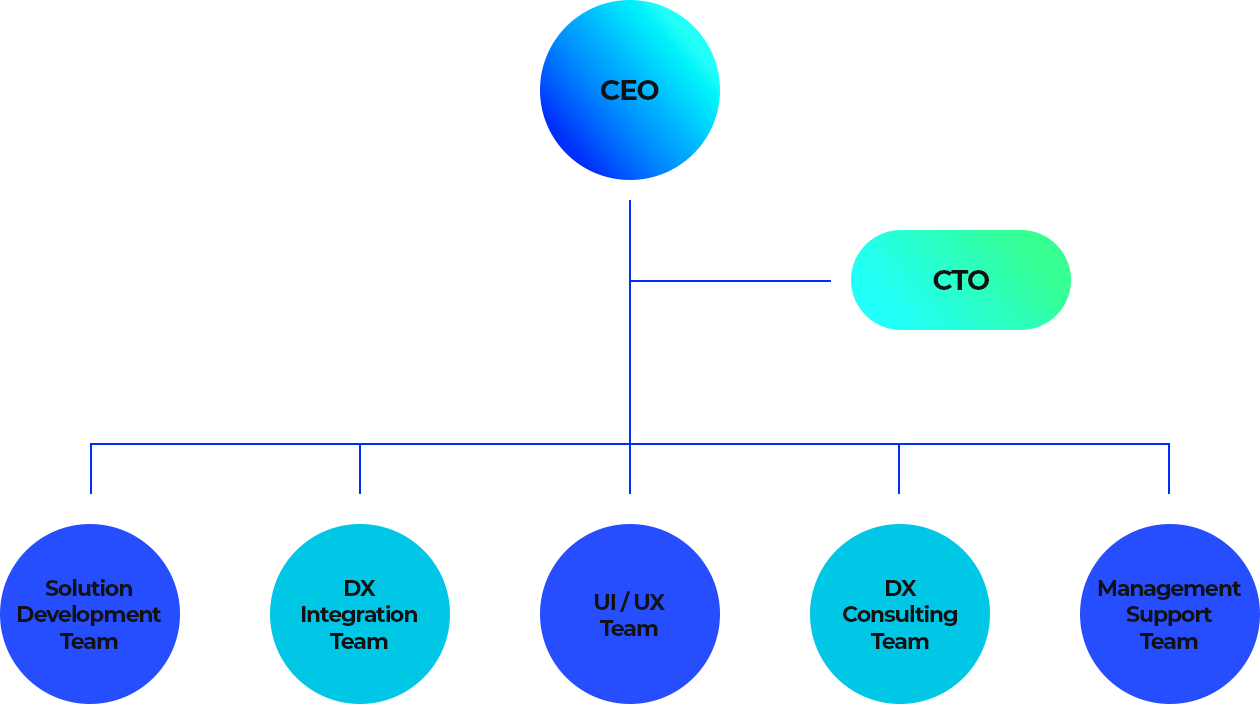 CEO
CTO
Solution
Development
Team
DX
Integration
Team
UI / UX
Team
DX
Consulting
Team
Management
Support
Team